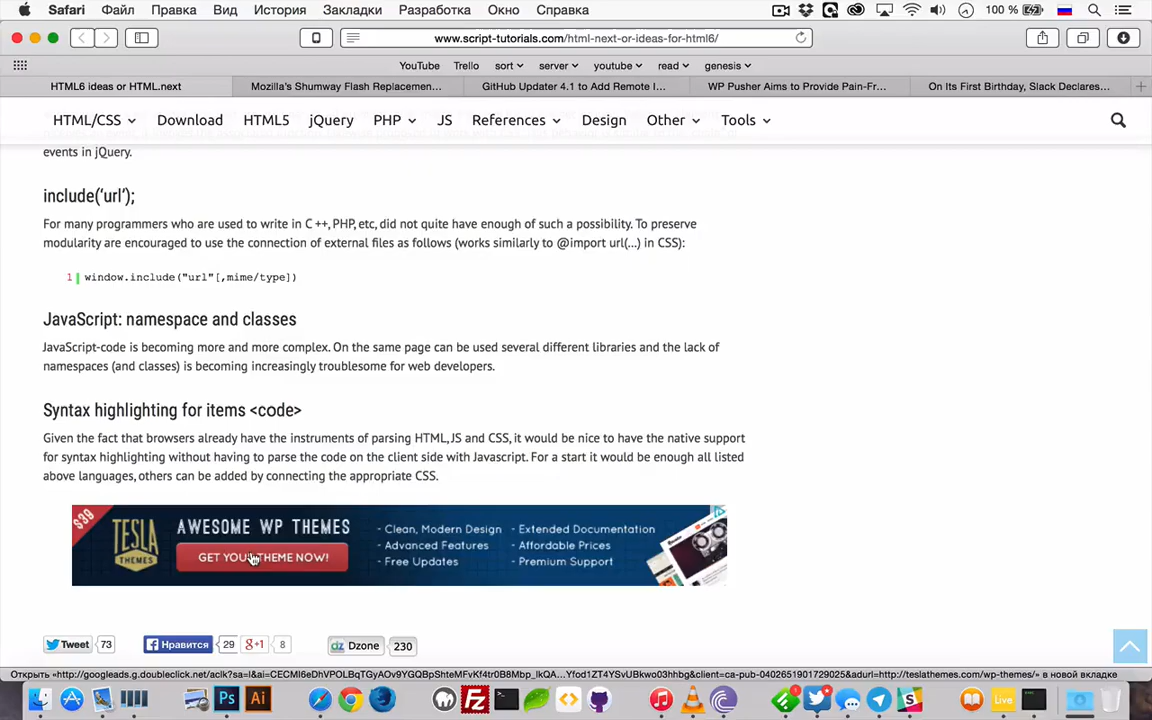 Safari Файл Правка Вид История Закладки Разработка Окно Справка 100 %
www.script-tutorials.com/html-next-or-ideas-for-html6/
YouTube Trello sort server youtube read genesis
HTML6 ideas or HTML.next Mozilla's Shumway Flash Replacemen... GitHub Updater 4.1 to Add Remote I... WP Pusher Aims to Provide Pain-Fr... On Its First Birthday, Slack Declares...
HTML/CSS Download HTML5 jQuery PHP JS References Design Other Tools
events in jQuery.
include('url');
For many programmers who are used to write in C ++, PHP, etc, did not quite have enough of such a possibility. To preserve
modularity are encouraged to use the connection of external files as follows (works similarly to @import url(...) in CSS):
1 window.include("url"[,mime/type])
JavaScript: namespace and classes
JavaScript-code is becoming more and more complex. On the same page can be used several different libraries and the lack of
namespaces (and classes) is becoming increasingly troublesome for web developers.
Syntax highlighting for items <code>
Given the fact that browsers already have the instruments of parsing HTML, JS and CSS, it would be nice to have the native support
for syntax highlighting without having to parse the code on the client side with Javascript. For a start it would be enough all listed
above languages, others can be added by connecting the appropriate CSS.
$39
TESLA THEMES
AWESOME WP THEMES
GET YOUR THEME NOW!
- Clean, Modern Design - Extended Documentation
- Advanced Features - Affordable Prices
- Free Updates - Premium Support
Tweet 73 Нравится 29 g+1 8 dz Dzone 230
в новой вкладке
Ps Ai Fz Live